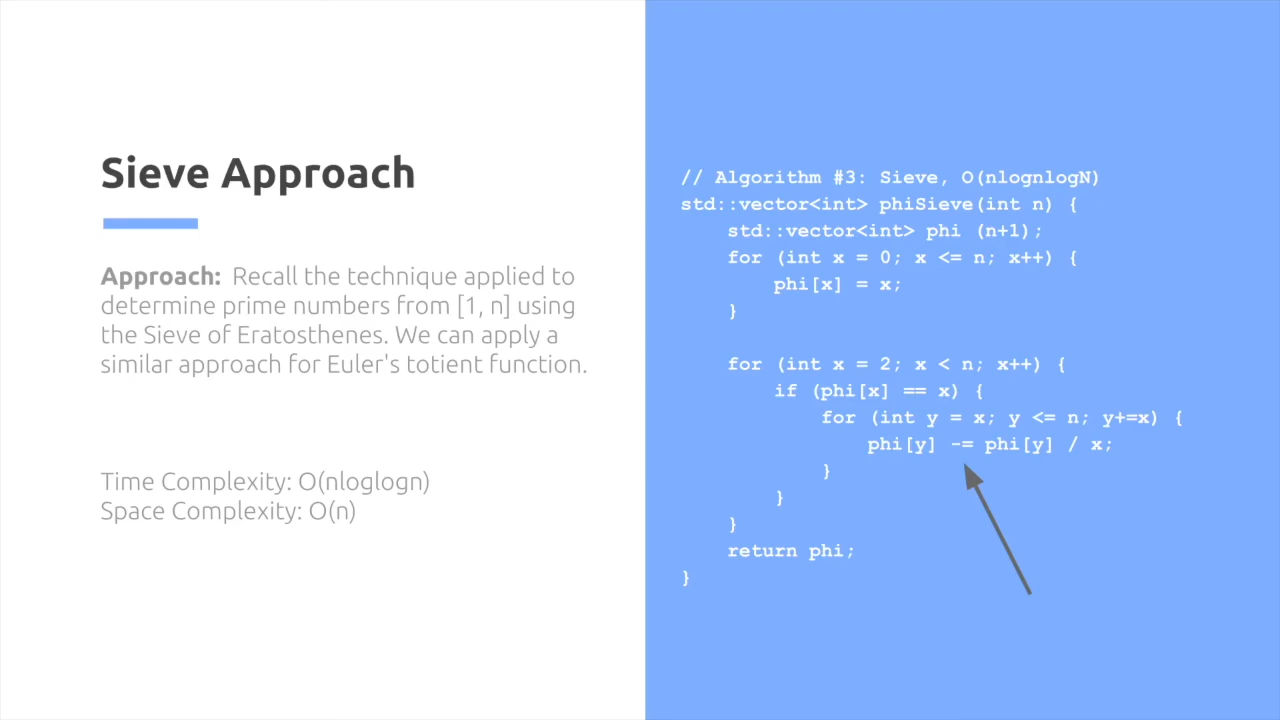 Sieve Approach
Approach: Recall the technique applied to
determine prime numbers from [1, n] using
the Sieve of Eratosthenes. We can apply a
similar approach for Euler's totient function.
Time Complexity: O(nloglogn)
Space Complexity: O(n)
// Algorithm #3: Sieve, O(nlognlogN)
std::vector<int> phiSieve(int n) {
    std::vector<int> phi (n+1);
    for (int x = 0; x <= n; x++) {
        phi[x] = x;
    }
    for (int x = 2; x < n; x++) {
        if (phi[x] == x) {
            for (int y = x; y <= n; y+=x) {
                phi[y] -= phi[y] / x;
            }
        }
    }
    return phi;
}